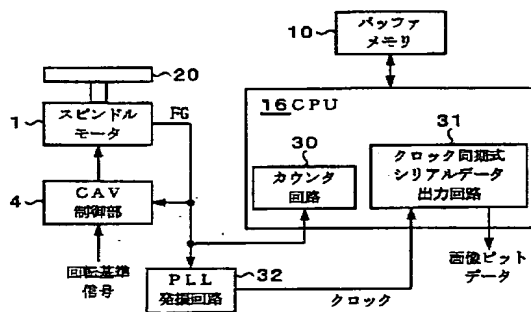 10
バッファ
メモリ
20
1
スピンドル
モータ
FG
16 CPU
30
カウンタ
回路
31
クロック同期式
シリアルデータ
出力回路
4
CAV
制御部
回転基準
信号
PLL
発振回路
32
クロック
画像ビット
データ